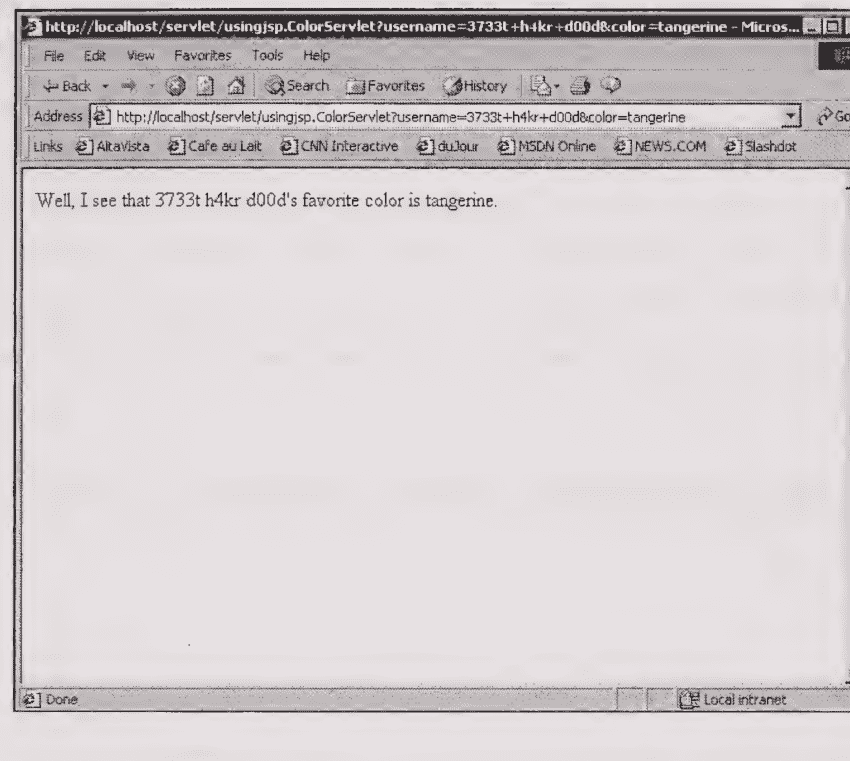 http://localhost/servlet/usingjsp.ColorServlet?username=3733t+h4kr+d00d&color=tangerine - Micros...
File Edit View Favorites Tools Help
Back Search Favorites History
Address http://localhost/servlet/usingjsp.ColorServlet?username=3733t+h4kr+d00d&color=tangerine Go
Links AltaVista Cafe au Lait CNN Interactive duJour MSDN Online NEWS.COM Slashdot
Well, I see that 3733t h4kr d00d's favorite color is tangerine.
Done Local intranet